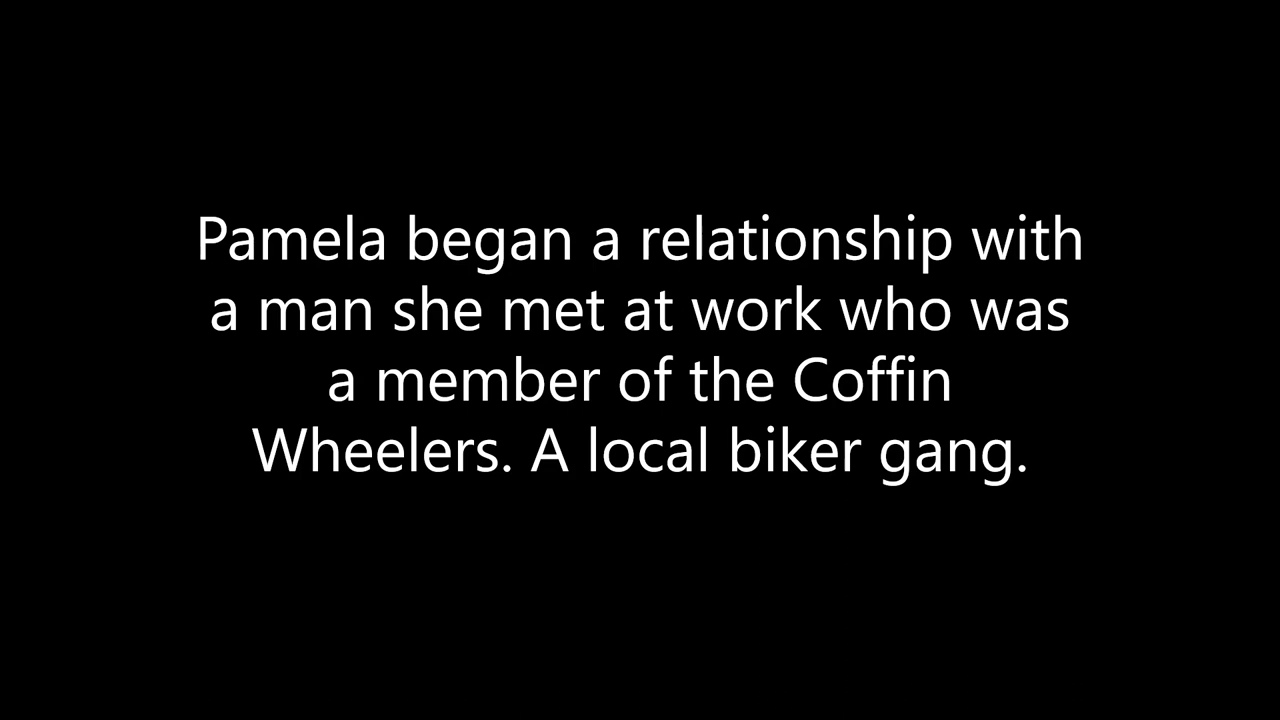 Pamela began a relationship with
a man she met at work who was
a member of the Coffin
Wheelers. A local biker gang.